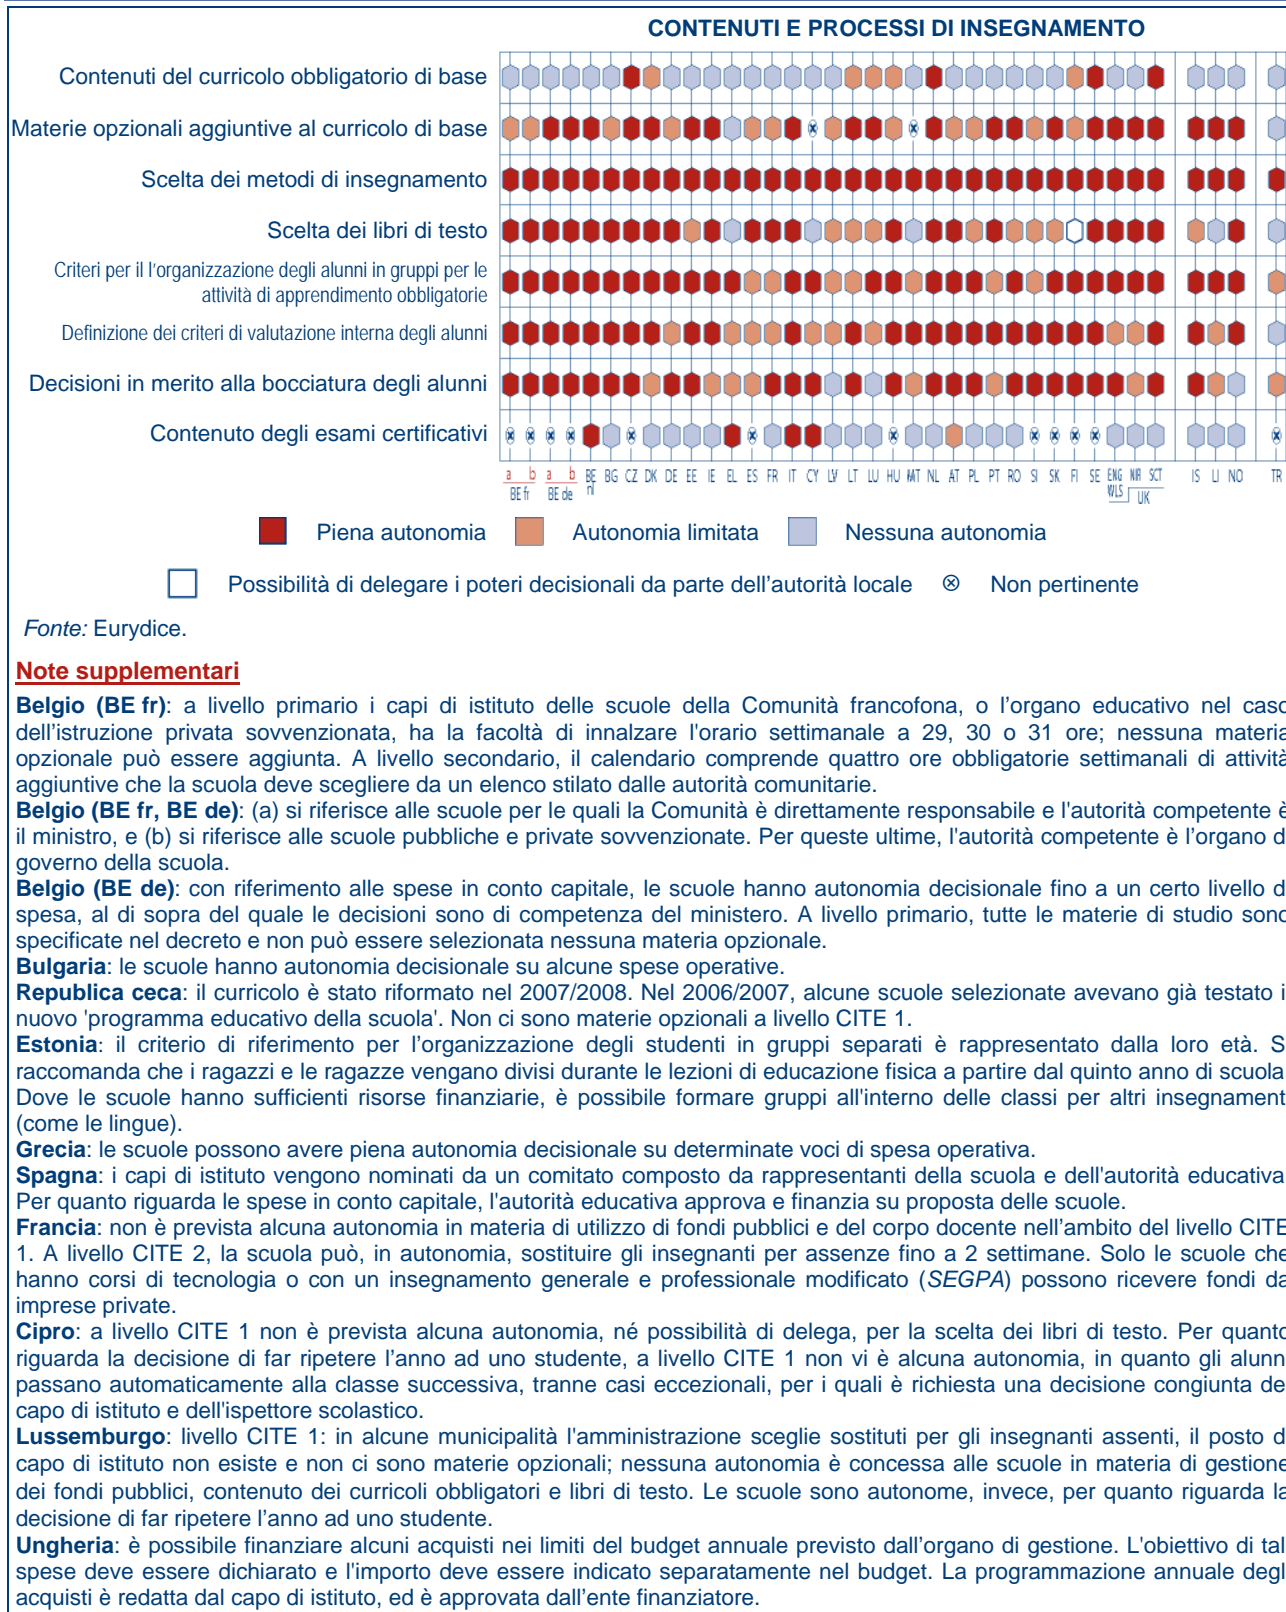 CONTENUTI E PROCESSI DI INSEGNAMENTO
Contenuti del curricolo obbligatorio di base
Materie opzionali aggiuntive al curricolo di base
Scelta dei metodi di insegnamento
Scelta dei libri di testo
Criteri per il l'organizzazione degli alunni in gruppi per le
attività di apprendimento obbligatorie
Definizione dei criteri di valutazione interna degli alunni
Decisioni in merito alla bocciatura degli alunni
Contenuto degli esami certificativi
a b a b BE BG CZ DK DE EE IE EL ES FR IT CY LV LT LU HU MT NL AT PL PT RO SI SK FI SE ENG NIR SCT IS LI NO TR
BE fr BE de nl WLS UK
Piena autonomia Autonomia limitata Nessuna autonomia
Possibilità di delegare i poteri decisionali da parte dell'autorità locale ⊗ Non pertinente
Fonte: Eurydice.
Note supplementari
Belgio (BE fr): a livello primario i capi di istituto delle scuole della Comunità francofona, o l'organo educativo nel caso
dell'istruzione privata sovvenzionata, ha la facoltà di innalzare l'orario settimanale a 29, 30 o 31 ore; nessuna materia
opzionale può essere aggiunta. A livello secondario, il calendario comprende quattro ore obbligatorie settimanali di attività
aggiuntive che la scuola deve scegliere da un elenco stilato dalle autorità comunitarie.
Belgio (BE fr, BE de): (a) si riferisce alle scuole per le quali la Comunità è direttamente responsabile e l'autorità competente è
il ministro, e (b) si riferisce alle scuole pubbliche e private sovvenzionate. Per queste ultime, l'autorità competente è l'organo d
governo della scuola.
Belgio (BE de): con riferimento alle spese in conto capitale, le scuole hanno autonomia decisionale fino a un certo livello d
spesa, al di sopra del quale le decisioni sono di competenza del ministero. A livello primario, tutte le materie di studio sono
specificate nel decreto e non può essere selezionata nessuna materia opzionale.
Bulgaria: le scuole hanno autonomia decisionale su alcune spese operative.
Republica ceca: il curricolo è stato riformato nel 2007/2008. Nel 2006/2007, alcune scuole selezionate avevano già testato i
nuovo 'programma educativo della scuola'. Non ci sono materie opzionali a livello CITE 1.
Estonia: il criterio di riferimento per l'organizzazione degli studenti in gruppi separati è rappresentato dalla loro età. S
raccomanda che i ragazzi e le ragazze vengano divisi durante le lezioni di educazione fisica a partire dal quinto anno di scuola
Dove le scuole hanno sufficienti risorse finanziarie, è possibile formare gruppi all'interno delle classi per altri insegnament
(come le lingue).
Grecia: le scuole possono avere piena autonomia decisionale su determinate voci di spesa operativa.
Spagna: i capi di istituto vengono nominati da un comitato composto da rappresentanti della scuola e dell'autorità educativa
Per quanto riguarda le spese in conto capitale, l'autorità educativa approva e finanzia su proposta delle scuole.
Francia: non è prevista alcuna autonomia in materia di utilizzo di fondi pubblici e del corpo docente nell'ambito del livello CITE
1. A livello CITE 2, la scuola può, in autonomia, sostituire gli insegnanti per assenze fino a 2 settimane. Solo le scuole che
hanno corsi di tecnologia o con un insegnamento generale e professionale modificato (SEGPA) possono ricevere fondi da
imprese private.
Cipro: a livello CITE 1 non è prevista alcuna autonomia, né possibilità di delega, per la scelta dei libri di testo. Per quanto
riguarda la decisione di far ripetere l'anno ad uno studente, a livello CITE 1 non vi è alcuna autonomia, in quanto gli alunn
passano automaticamente alla classe successiva, tranne casi eccezionali, per i quali è richiesta una decisione congiunta de
capo di istituto e dell'ispettore scolastico.
Lussemburgo: livello CITE 1: in alcune municipalità l'amministrazione sceglie sostituti per gli insegnanti assenti, il posto d
capo di istituto non esiste e non ci sono materie opzionali; nessuna autonomia è concessa alle scuole in materia di gestione
dei fondi pubblici, contenuto dei curricoli obbligatori e libri di testo. Le scuole sono autonome, invece, per quanto riguarda la
decisione di far ripetere l'anno ad uno studente.
Ungheria: è possibile finanziare alcuni acquisti nei limiti del budget annuale previsto dall'organo di gestione. L'obiettivo di tal
spese deve essere dichiarato e l'importo deve essere indicato separatamente nel budget. La programmazione annuale degl
acquisti è redatta dal capo di istituto, ed è approvata dall'ente finanziatore.